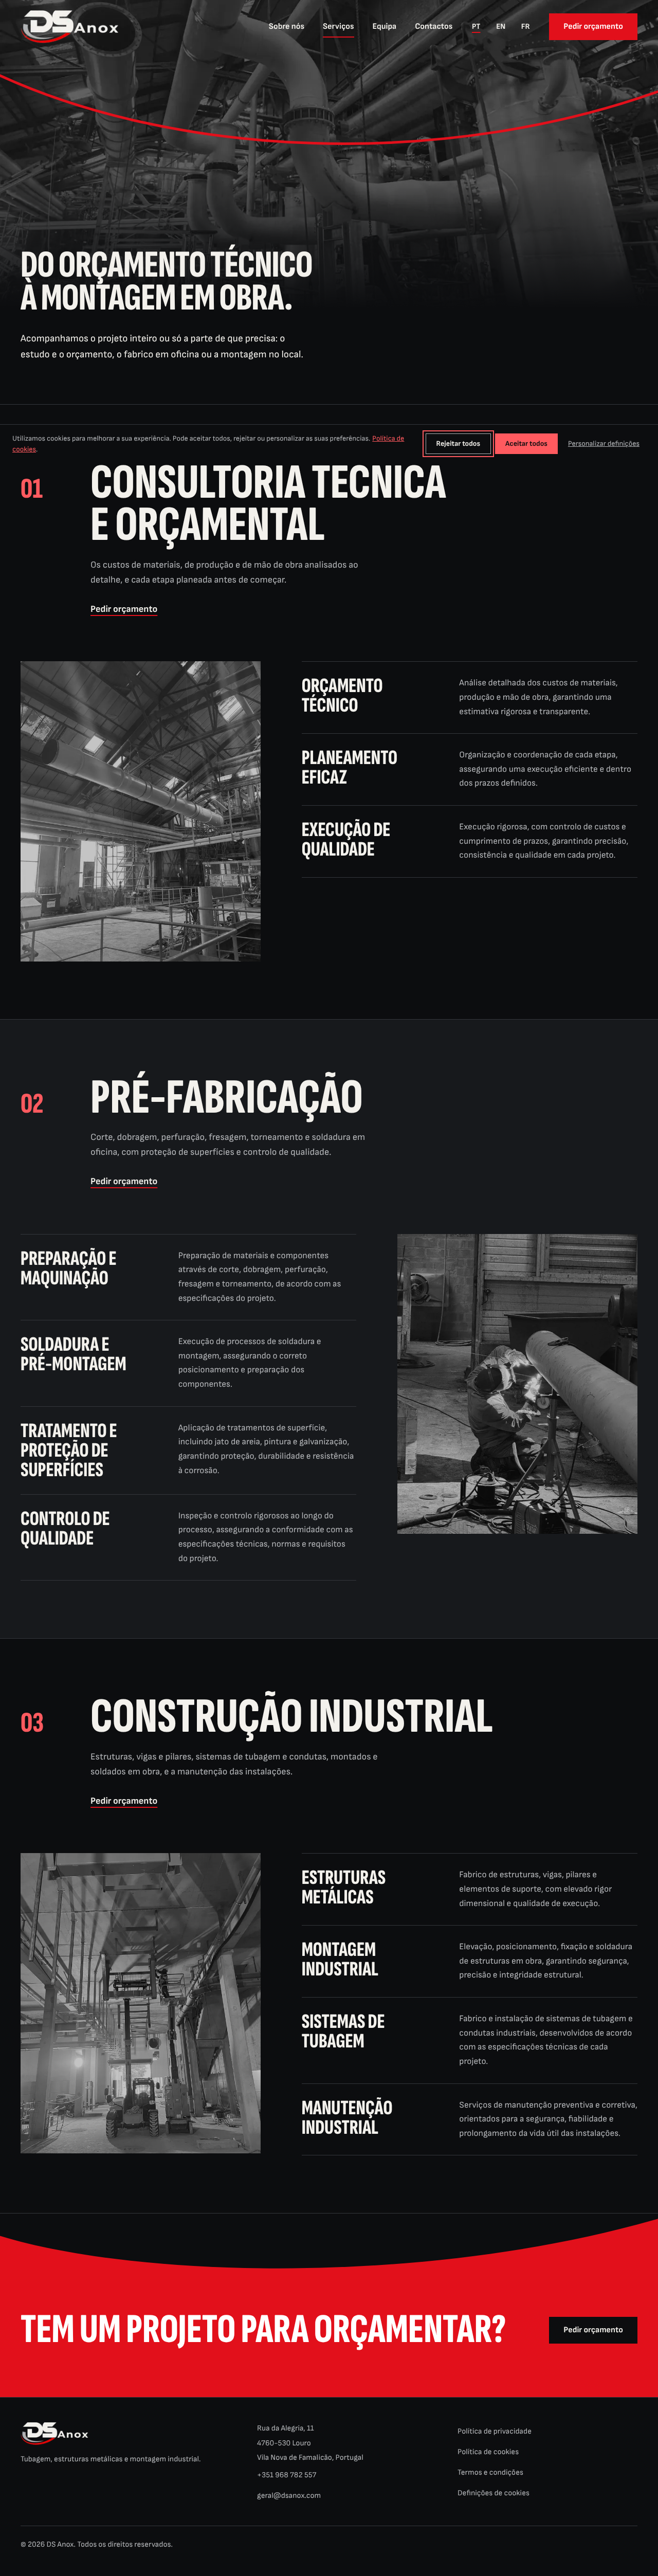 DS Anox
Sobre nós
Serviços
Equipa
Contactos
PT
EN
FR
Pedir orçamento
DO ORÇAMENTO TÉCNICO
À MONTAGEM EM OBRA.
Acompanhamos o projeto inteiro ou só a parte de que precisa: o
estudo e o orçamento, o fabrico em oficina ou a montagem no local.
Utilizamos cookies para melhorar a sua experiência. Pode aceitar todos, rejeitar ou personalizar as suas preferências. Política de
cookies.
Rejeitar todos
Aceitar todos
Personalizar definições
01
CONSULTORIA TÉCNICA
E ORÇAMENTAL
Os custos de materiais, de produção e de mão de obra analisados ao
detalhe, e cada etapa planeada antes de começar.
Pedir orçamento
ORÇAMENTO
TÉCNICO
Análise detalhada dos custos de materiais,
produção e mão de obra, garantindo uma
estimativa rigorosa e transparente.
PLANEAMENTO
EFICAZ
Organização e coordenação de cada etapa,
assegurando uma execução eficiente e dentro
dos prazos definidos.
EXECUÇÃO DE
QUALIDADE
Execução rigorosa, com controlo de custos e
cumprimento de prazos, garantindo precisão,
consistência e qualidade em cada projeto.
02
PRÉ-FABRICAÇÃO
Corte, dobragem, perfuração, fresagem, torneamento e soldadura em
oficina, com proteção de superfícies e controlo de qualidade.
Pedir orçamento
PREPARAÇÃO E
MAQUINAÇÃO
Preparação de materiais e componentes
através de corte, dobragem, perfuração,
fresagem e torneamento, de acordo com as
especificações do projeto.
SOLDADURA E
PRÉ-MONTAGEM
Execução de processos de soldadura e
montagem, assegurando o correto
posicionamento e preparação dos
componentes.
TRATAMENTO E
PROTEÇÃO DE
SUPERFÍCIES
Aplicação de tratamentos de superfície,
incluindo jato de areia, pintura e galvanização,
garantindo proteção, durabilidade e resistência
à corrosão.
CONTROLO DE
QUALIDADE
Inspeção e controlo rigorosos ao longo do
processo, assegurando a conformidade com as
especificações técnicas, normas e requisitos
do projeto.
03
CONSTRUÇÃO INDUSTRIAL
Estruturas, vigas e pilares, sistemas de tubagem e condutas, montados e
soldados em obra, e a manutenção das instalações.
Pedir orçamento
ESTRUTURAS
METÁLICAS
Fabrico de estruturas, vigas, pilares e
elementos de suporte, com elevado rigor
dimensional e qualidade de execução.
MONTAGEM
INDUSTRIAL
Elevação, posicionamento, fixação e soldadura
de estruturas em obra, garantindo segurança,
precisão e integridade estrutural.
SISTEMAS DE
TUBAGEM
Fabrico e instalação de sistemas de tubagem e
condutas industriais, desenvolvidos de acordo
com as especificações técnicas de cada
projeto.
MANUTENÇÃO
INDUSTRIAL
Serviços de manutenção preventiva e corretiva,
orientados para a segurança, fiabilidade e
prolongamento da vida útil das instalações.
TEM UM PROJETO PARA ORÇAMENTAR?
Pedir orçamento
DS Anox
Tubagem, estruturas metálicas e montagem industrial.
Rua da Alegria, 11
4760-530 Louro
Vila Nova de Famalicão, Portugal
+351 968 782 557
geral@dsanox.com
Política de privacidade
Política de cookies
Termos e condições
Definições de cookies
© 2026 DS Anox. Todos os direitos reservados.